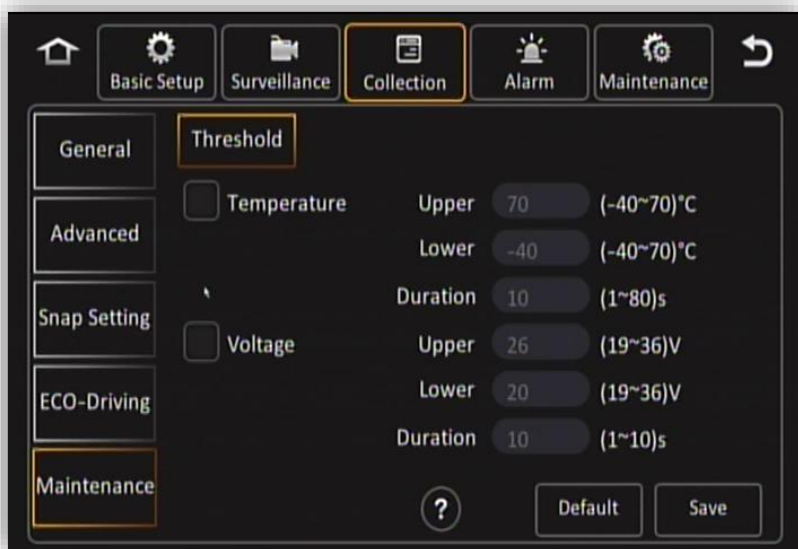 Basic Setup Surveillance Collection Alarm Maintenance
General
Advanced
Snap Setting
ECO-Driving
Maintenance
Threshold
Temperature Upper 70 (-40~70)°C
Lower -40 (-40~70)°C
Duration 10 (1~80)s
Voltage Upper 26 (19~36)V
Lower 20 (19~36)V
Duration 10 (1~10)s
? Default Save